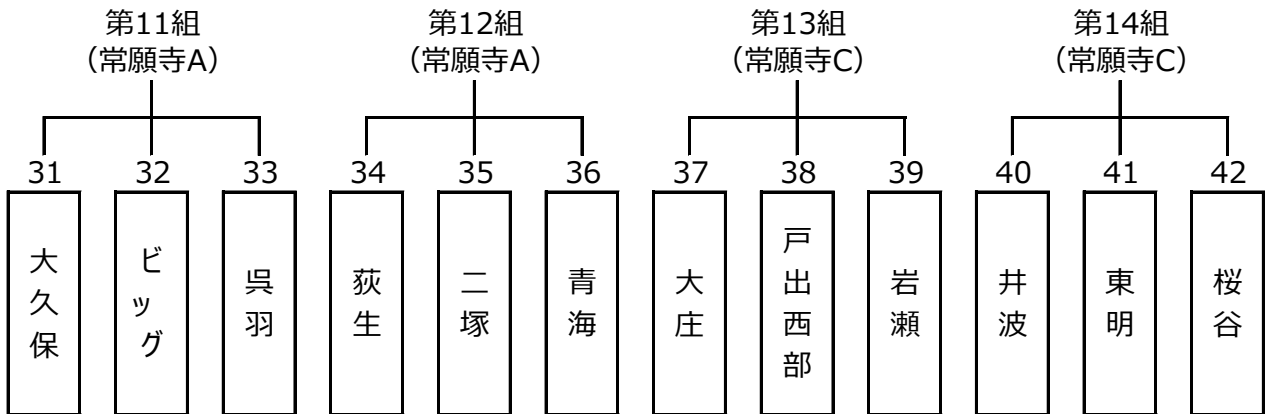 第11組 第12組 第13組 第14組
（常願寺A） （常願寺A） （常願寺C） （常願寺C）
31 32 33 34 35 36 37 38 39 40 41 42
大久保
ビッグ
呉羽
荻生
二塚
青海
大庄
戸出西部
岩瀬
井波
東明
桜谷